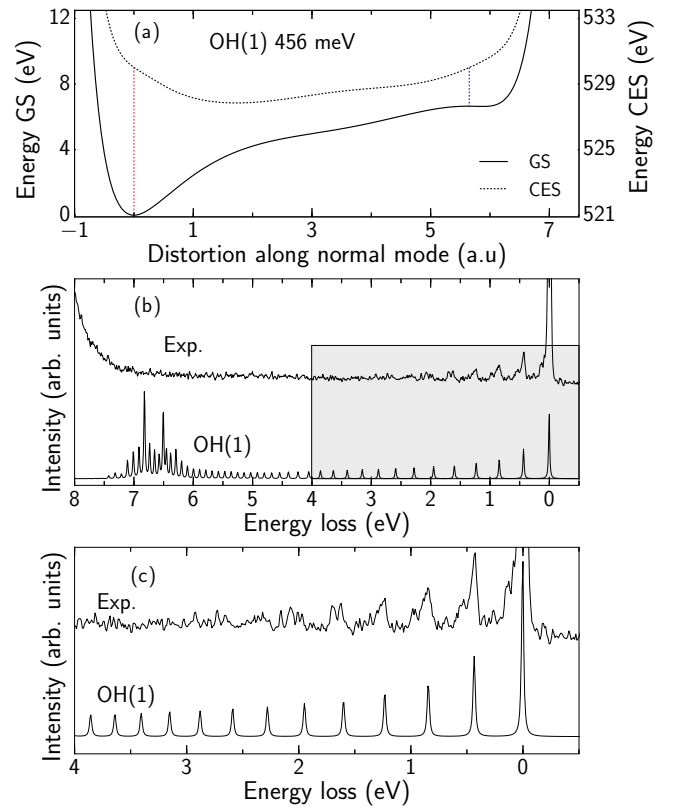 12
8
4
0
Energy GS (eV)
(a)
OH(1) 456 meV
GS
CES
533
529
525
521
Energy CES (eV)
−1
1
3
5
7
Distortion along normal mode (a.u)
Intensity (arb. units)
(b)
Exp.
OH(1)
8 7 6 5 4 3 2 1 0
Energy loss (eV)
Intensity (arb. units)
(c)
Exp.
OH(1)
4 3 2 1 0
Energy loss (eV)